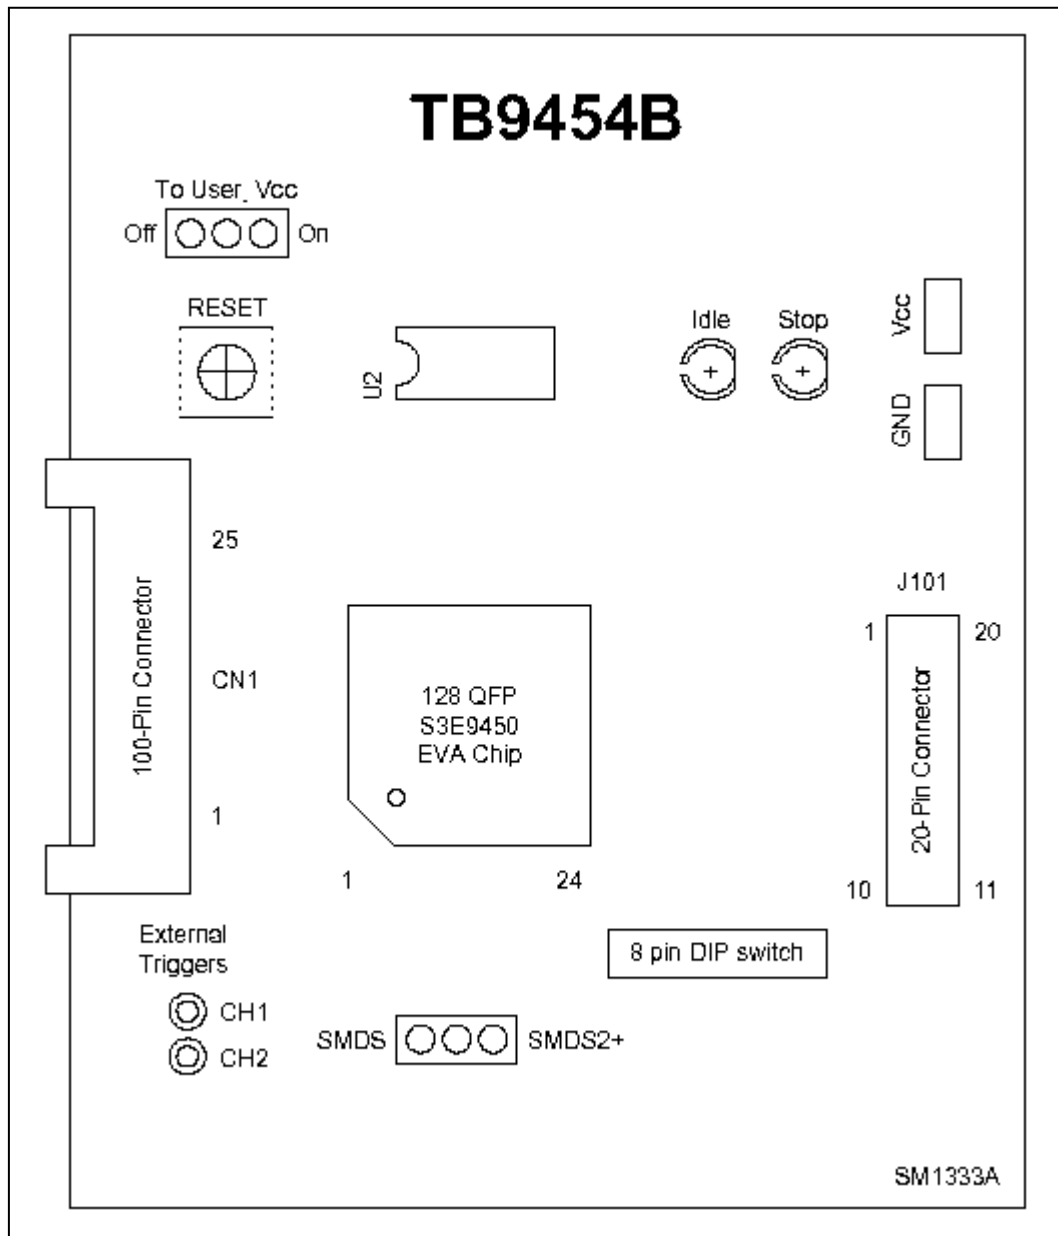 TB9454B
To User_Vcc
Off
On
RESET
U2
Idle
Stop
Vcc
GND
25
100-Pin Connector
CN1
1
128 QFP
S3E9450
EVA Chip
1
24
J101
1
20
20-Pin Connector
10
11
8 pin DIP switch
External
Triggers
CH1
CH2
SMDS
SMDS2+
SM1333A